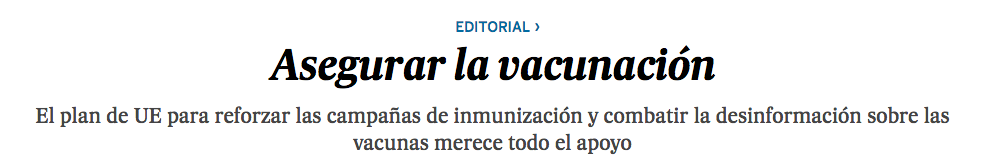 EDITORIAL ›
Asegurar la vacunación
El plan de UE para reforzar las campañas de inmunización y combatir la desinformación sobre las
vacunas merece todo el apoyo